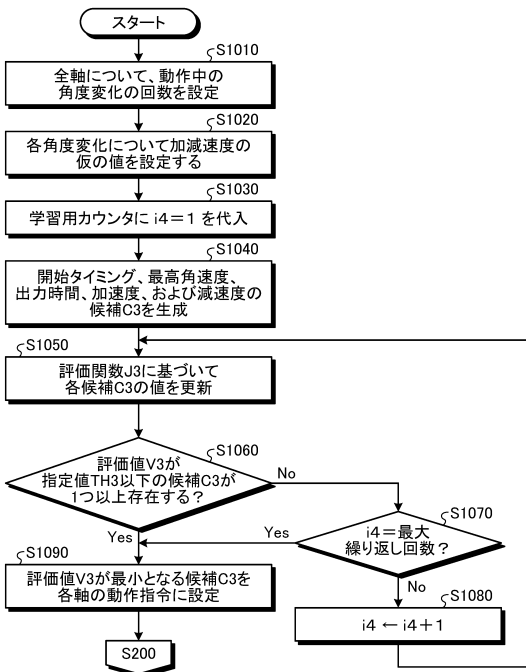 スタート
S1010
全軸について、動作中の
角度変化の回数を設定
S1020
各角度変化について加減速度の
仮の値を設定する
S1030
学習用カウンタに i4＝1 を代入
S1040
開始タイミング、最高角速度、
出力時間、加速度、および減速度の
候補C3を生成
S1050
評価関数J3に基づいて
各候補C3の値を更新
S1060
評価値V3が
指定値TH3以下の候補C3が
1つ以上存在する？
No
Yes
S1070
i4＝最大
繰り返し回数？
Yes
No
S1080
i4 ← i4＋1
S1090
評価値V3が最小となる候補C3を
各軸の動作指令に設定
S200